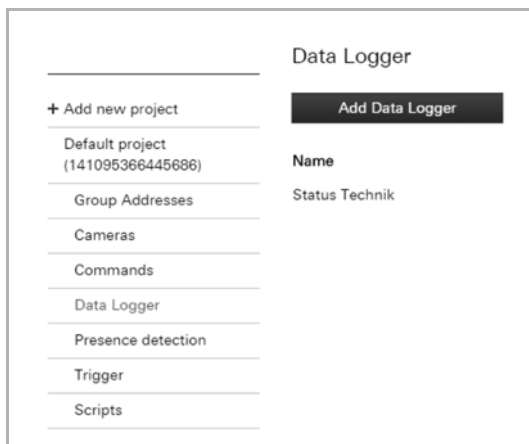 Data Logger
+ Add new project
Add Data Logger
Default project
(141095366445686)
Name
Group Addresses
Status Technik
Cameras
Commands
Data Logger
Presence detection
Trigger
Scripts